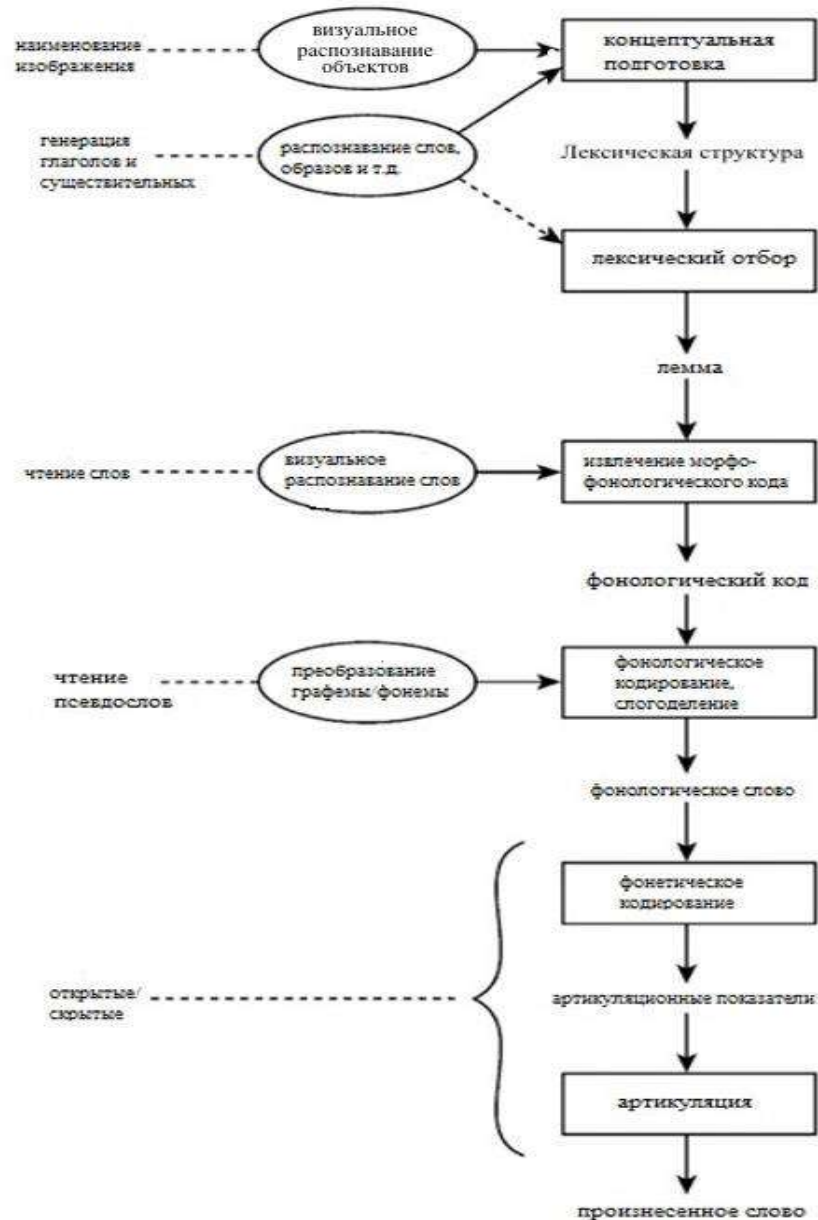 наименование
изображения
визуальное
распознавание
объектов
концептуальная
подготовка
генерация
глаголов и
существительных
распознавание слов,
образов и т.д.
Лексическая структура
лексический отбор
лемма
чтение слов
визуальное
распознавание слов
извлечение морфо-
фонологического кода
фонологический код
чтение
псевдослов
преобразование
графемы/фонемы
фонологическое
кодирование,
слогоделение
фонологическое слово
фонетическое
кодирование
открытые/
скрытые
артикуляционные показатели
артикуляция
произнесенное слово